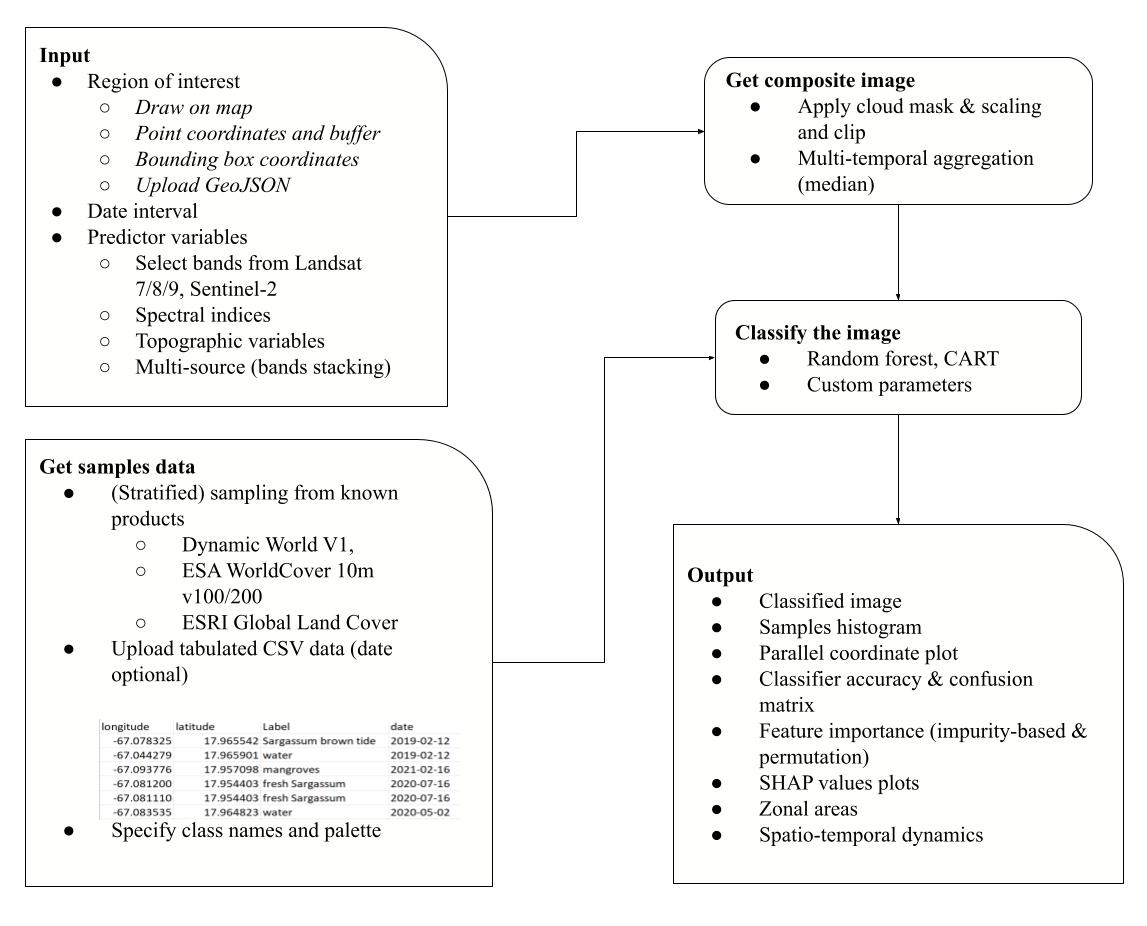 Input
● Region of interest
○ Draw on map
○ Point coordinates and buffer
○ Bounding box coordinates
○ Upload GeoJSON
● Date interval
● Predictor variables
○ Select bands from Landsat
7/8/9, Sentinel-2
○ Spectral indices
○ Topographic variables
○ Multi-source (bands stacking)
Get composite image
● Apply cloud mask & scaling
and clip
● Multi-temporal aggregation
(median)
Classify the image
● Random forest, CART
● Custom parameters
Get samples data
● (Stratified) sampling from known
products
○ Dynamic World V1,
○ ESA WorldCover 10m
v100/200
○ ESRI Global Land Cover
● Upload tabulated CSV data (date
optional)
longitude latitude Label date
-67.078325 17.965542 Sargassum brown tide 2019-02-12
-67.044279 17.965901 water 2019-02-12
-67.093776 17.957098 mangroves 2021-02-16
-67.081200 17.954403 fresh Sargassum 2020-07-16
-67.081110 17.954403 fresh Sargassum 2020-07-16
-67.083535 17.964823 water 2020-05-02
● Specify class names and palette
Output
● Classified image
● Samples histogram
● Parallel coordinate plot
● Classifier accuracy & confusion
matrix
● Feature importance (impurity-based &
permutation)
● SHAP values plots
● Zonal areas
● Spatio-temporal dynamics